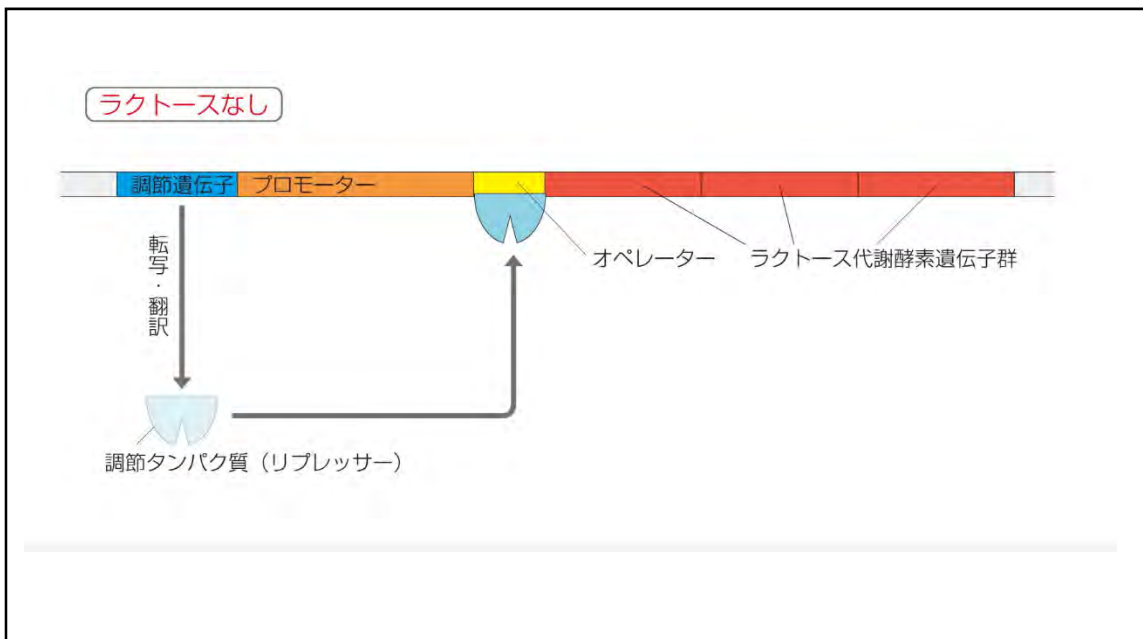 ラクトースなし
調節遺伝子 プロモーター
オペレーター
ラクトース代謝酵素遺伝子群
転写・翻訳
調節タンパク質（リプレッサー）